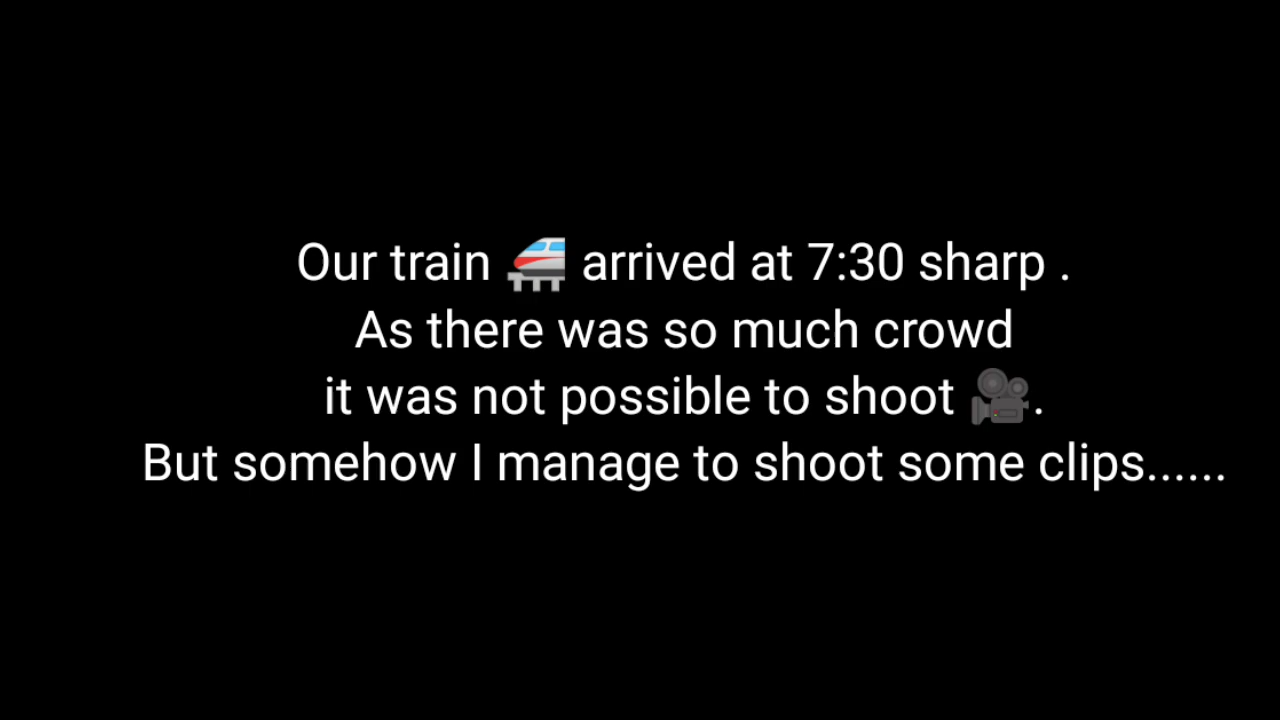 Our train 🚝 arrived at 7:30 sharp .
As there was so much crowd
it was not possible to shoot 🎥.
But somehow I manage to shoot some clips......